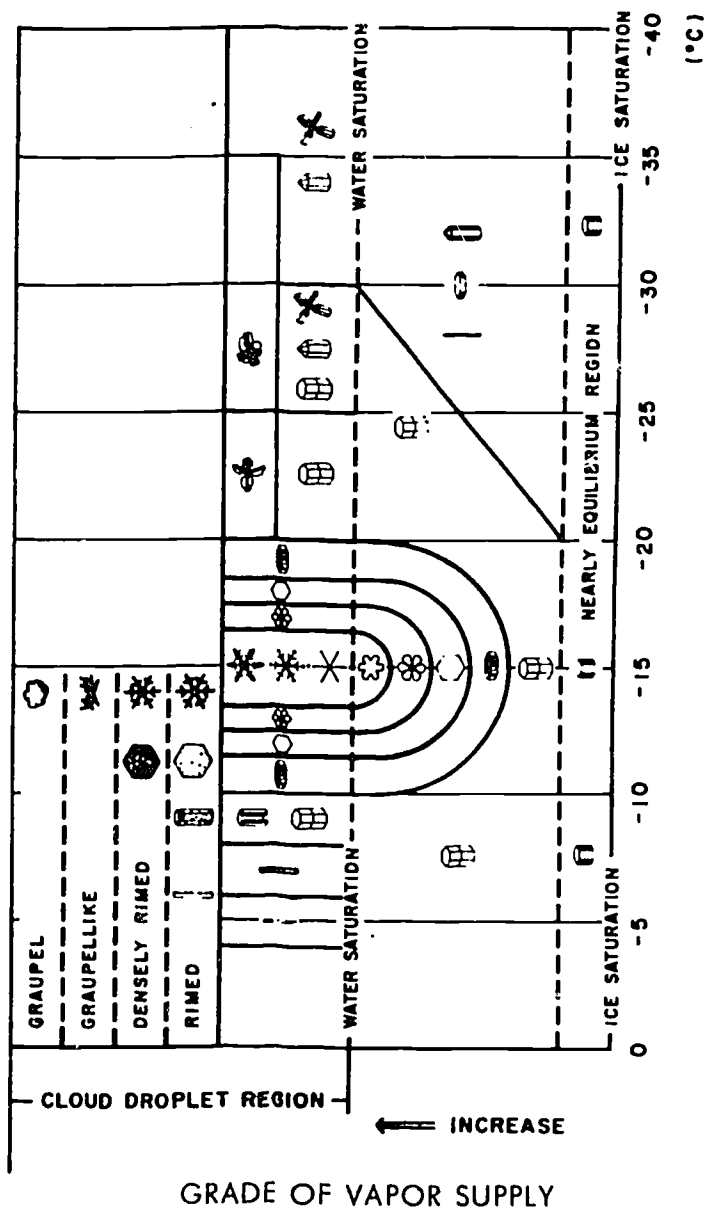 GRAUPEL
GRAUPELLIKE
DENSELY RIMED
RIMED
CLOUD DROPLET REGION
INCREASE
WATER SATURATION
WATER SATURATION
NEARLY EQUILIBRIUM REGION
ICE SATURATION
ICE SATURATION
0
-5
-10
-15
-20
-25
-30
-35
-40
(°C)
GRADE OF VAPOR SUPPLY